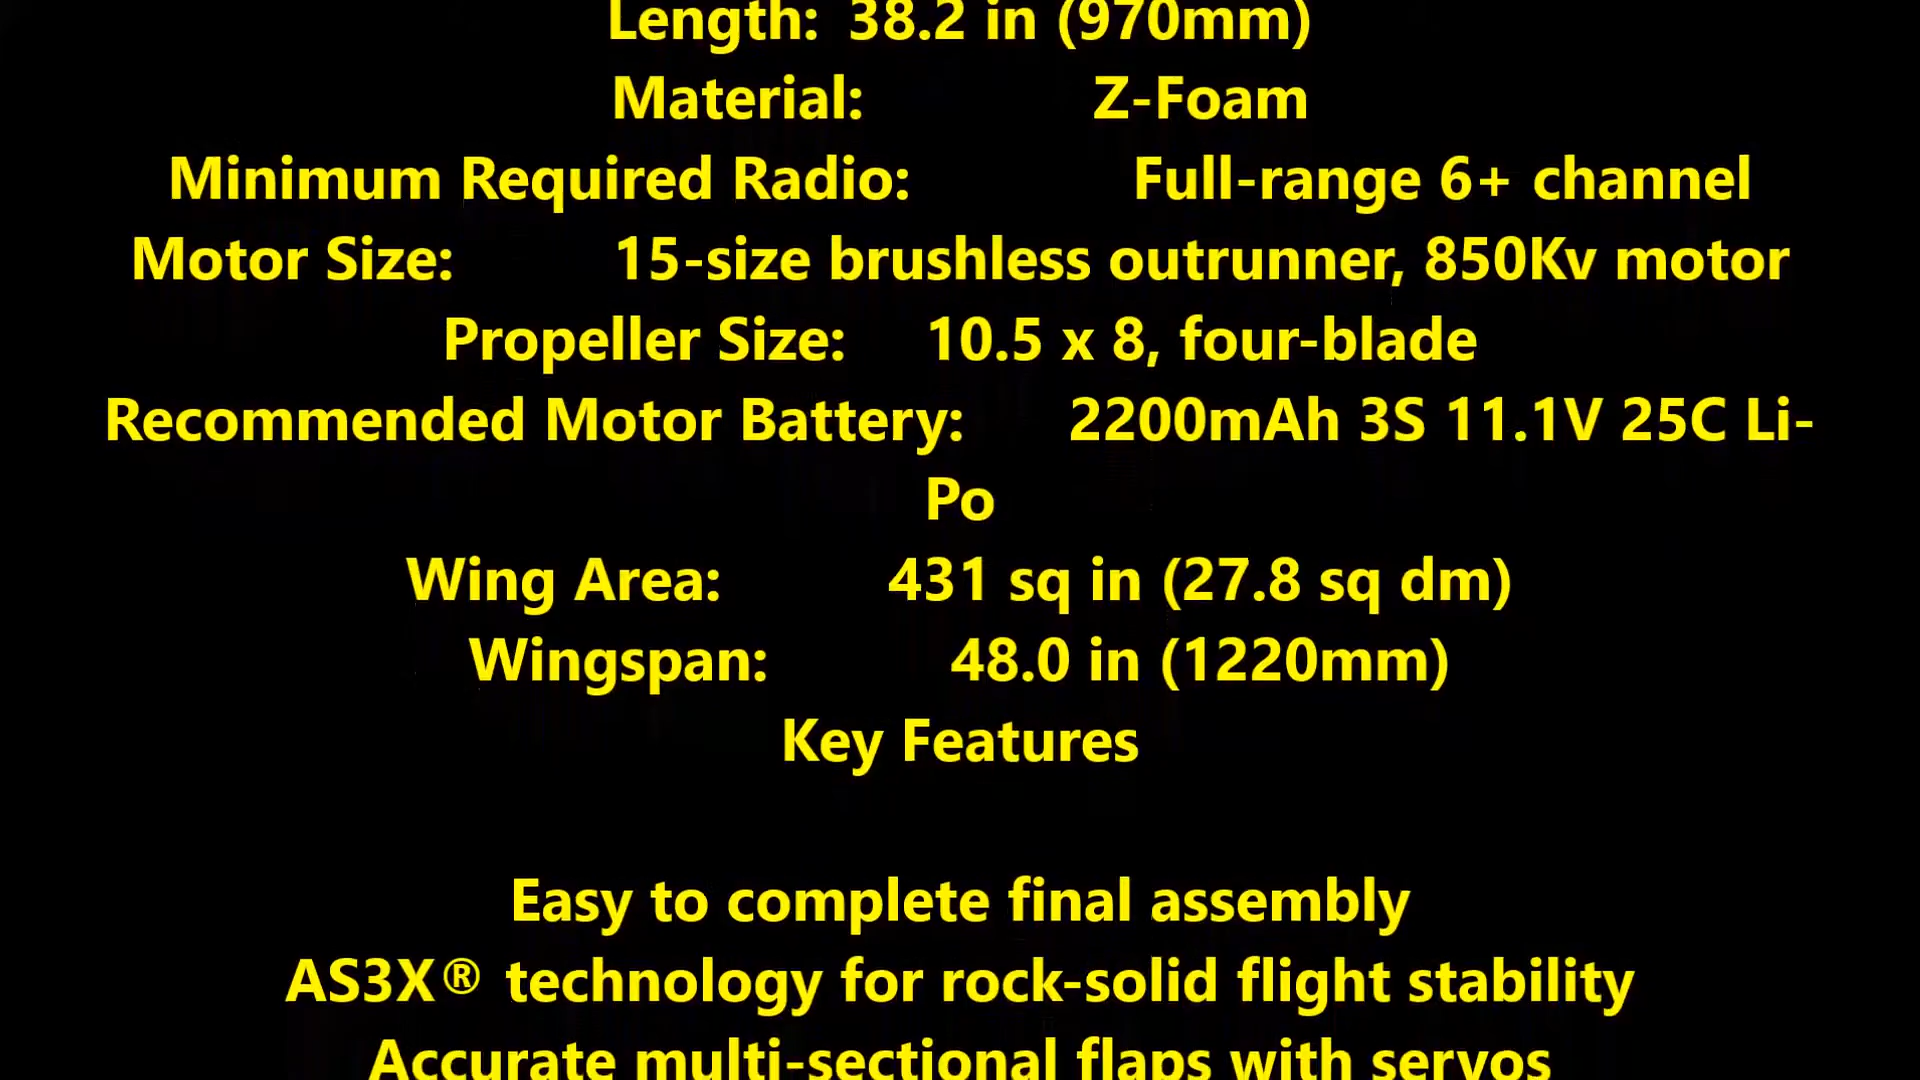 Length: 38.2 in (970mm)
Material: Z-Foam
Minimum Required Radio: Full-range 6+ channel
Motor Size: 15-size brushless outrunner, 850Kv motor
Propeller Size: 10.5 x 8, four-blade
Recommended Motor Battery: 2200mAh 3S 11.1V 25C Li-
Po
Wing Area: 431 sq in (27.8 sq dm)
Wingspan: 48.0 in (1220mm)
Key Features
Easy to complete final assembly
AS3X® technology for rock-solid flight stability
Accurate multi-sectional flaps with servos